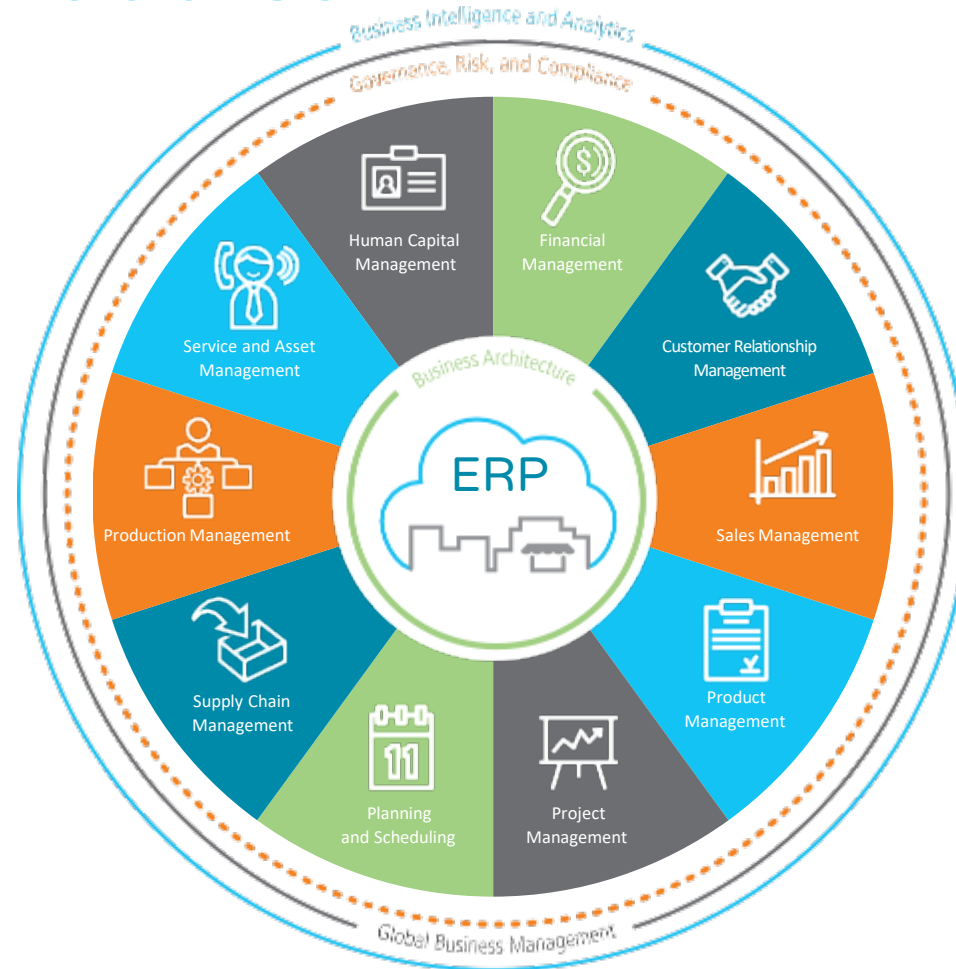 Business Intelligence and Analytics
Governance, Risk, and Compliance
Human Capital
Management
$
Financial
Management
Service and Asset
Management
Customer Relationship
Management
Business Architecture
ERP
Production Management
Sales Management
Supply Chain
Management
Product
Management
11
Planning
and Scheduling
Project
Management
Global Business Management